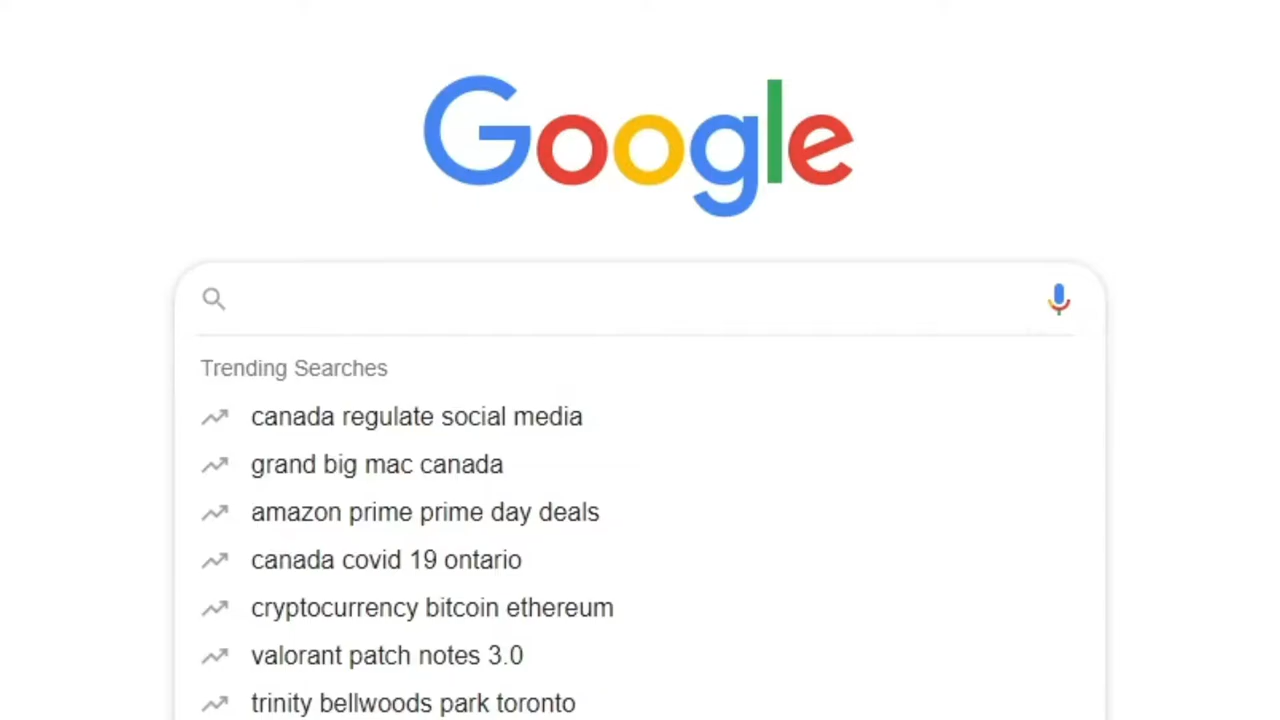 Google
Trending Searches
canada regulate social media
grand big mac canada
amazon prime prime day deals
canada covid 19 ontario
cryptocurrency bitcoin ethereum
valorant patch notes 3.0
trinity bellwoods park toronto